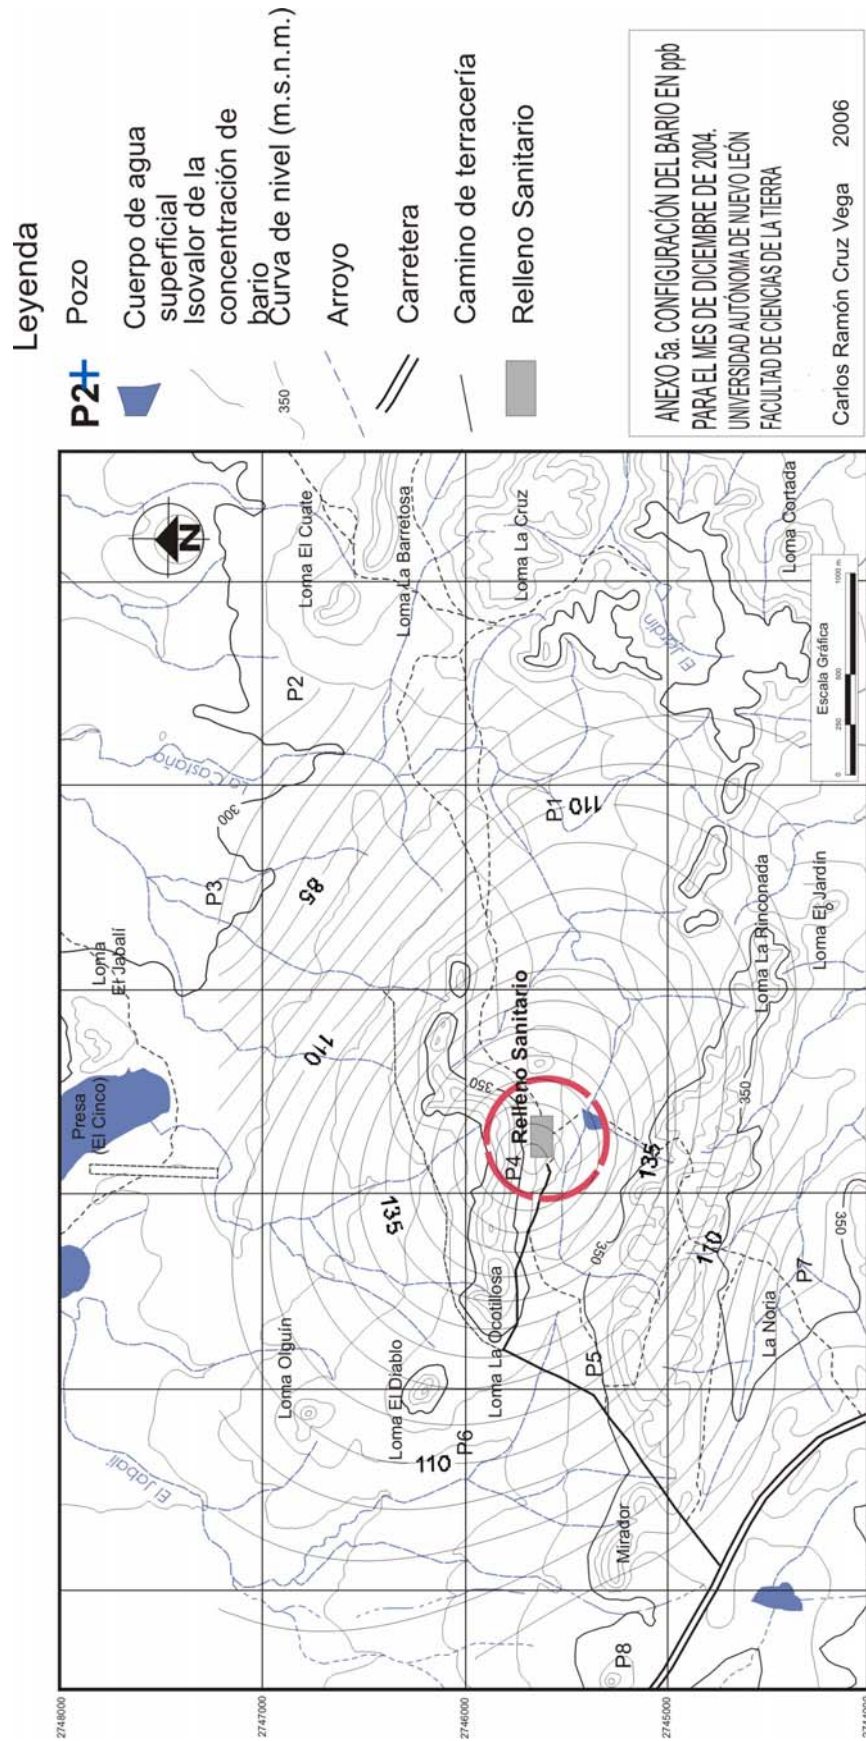 Leyenda
P2+ Pozo
Cuerpo de agua
superficial
Isovalor de la
concentración de
bario
350
Curva de nivel (m.s.n.m.)
Arroyo
Carretera
Camino de terracería
Relleno Sanitario
ANEXO 5a. CONFIGURACIÓN DEL BARIO EN ppb
PARA EL MES DE DICIEMBRE DE 2004.
UNIVERSIDAD AUTÓNOMA DE NUEVO LEÓN
FACULTAD DE CIENCIAS DE LA TIERRA
Carlos Ramón Cruz Vega 2006
N
2748000
2747000
2746000
2745000
Presa
(El Cinco)
Loma
El Jabalí
El Jabalí
La Castaña
300
P3
P2
85
110
135
Loma El Cuate
Loma La Barretosa
Loma La Cruz
Loma Olguín
Loma El Diablo
110
P6
Loma La Ocotillosa
350
P4
Relleno Sanitario
P1
110
El Jardín
P5
350
135
110
Mirador
P8
La Noria
P7
350
350
Loma La Rinconada
Loma El Jardín
Loma Cortada
Escala Gráfica
0 250 500 1000 m.